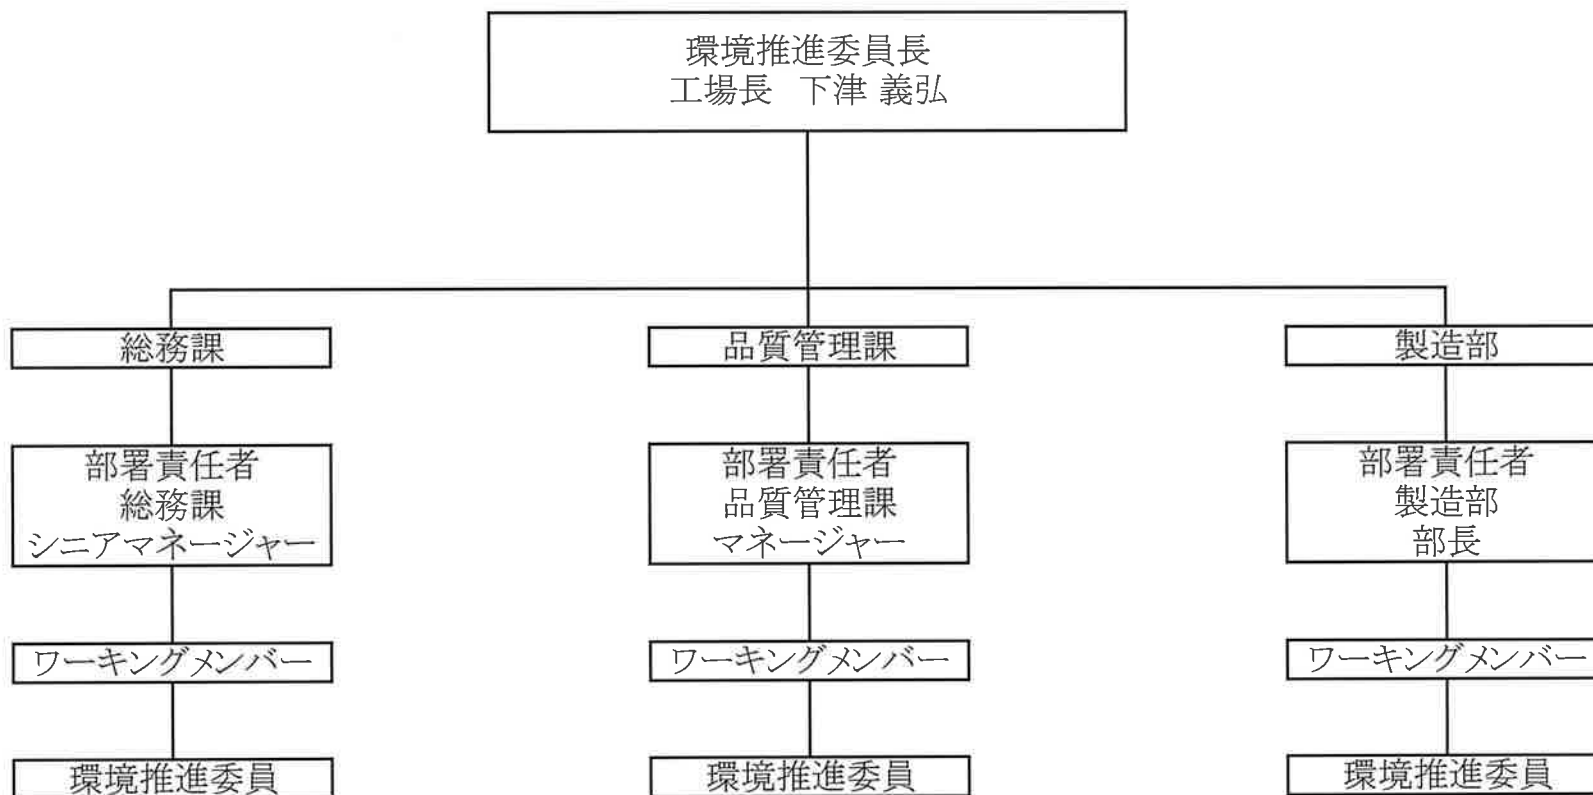 環境推進委員長
工場長 下津 義弘
総務課
品質管理課
製造部
部署責任者
総務課
シニアマネージャー
部署責任者
品質管理課
マネージャー
部署責任者
製造部
部長
ワーキングメンバー
ワーキングメンバー
ワーキングメンバー
環境推進委員
環境推進委員
環境推進委員